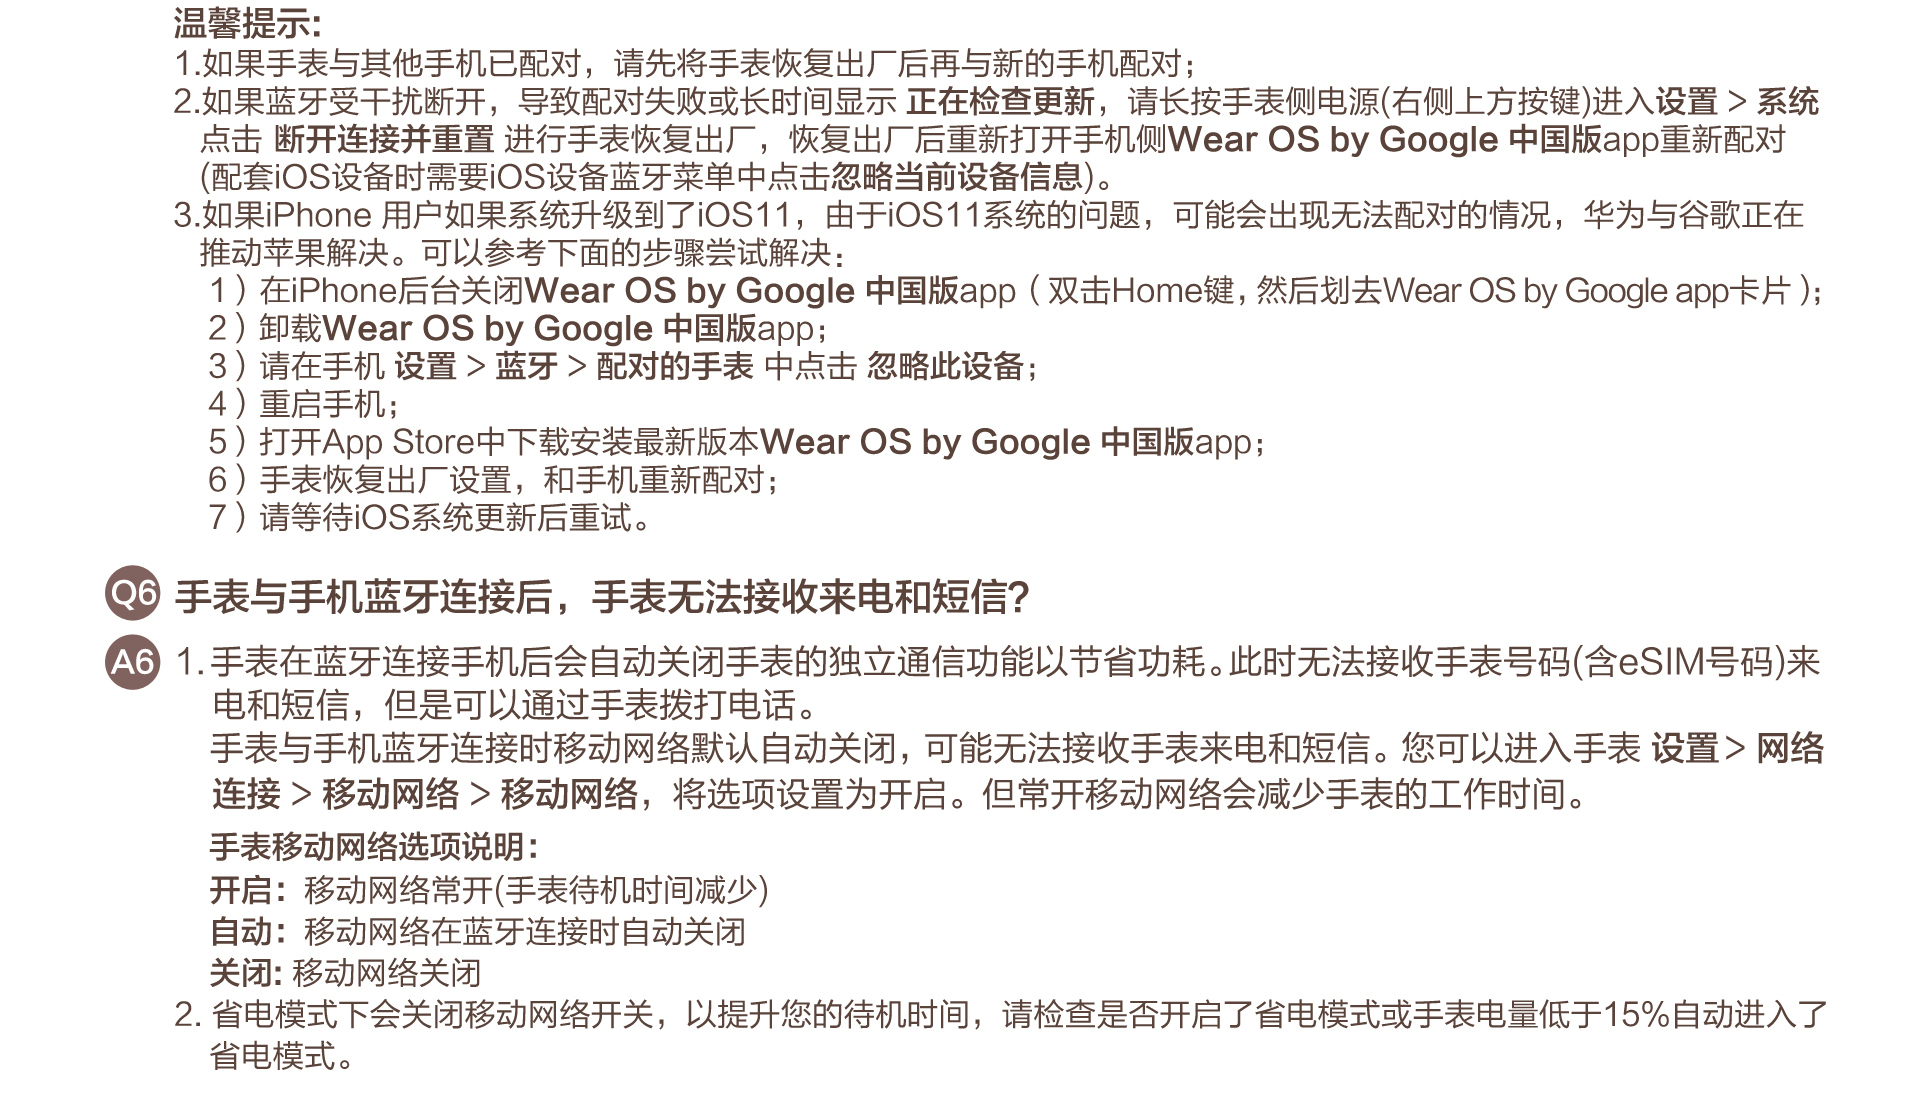 温馨提示:
1.如果手表与其他手机已配对，请先将手表恢复出厂后再与新的手机配对；
2.如果蓝牙受干扰断开，导致配对失败或长时间显示 正在检查更新，请长按手表侧电源(右侧上方按键)进入设置 > 系统
点击 断开连接并重置 进行手表恢复出厂，恢复出厂后重新打开手机侧Wear OS by Google 中国版app重新配对
(配套iOS设备时需要iOS设备蓝牙菜单中点击忽略当前设备信息)。
3.如果iPhone 用户如果系统升级到了iOS11，由于iOS11系统的问题，可能会出现无法配对的情况，华为与谷歌正在
推动苹果解决。可以参考下面的步骤尝试解决：
1）在iPhone后台关闭Wear OS by Google 中国版app（双击Home键, 然后划去Wear OS by Google app卡片）；
2）卸载Wear OS by Google 中国版app；
3）请在手机 设置 > 蓝牙 > 配对的手表 中点击 忽略此设备；
4）重启手机；
5）打开App Store中下载安装最新版本Wear OS by Google 中国版app；
6）手表恢复出厂设置，和手机重新配对；
7）请等待iOS系统更新后重试。
Q6 手表与手机蓝牙连接后，手表无法接收来电和短信?
A6 1. 手表在蓝牙连接手机后会自动关闭手表的独立通信功能以节省功耗。此时无法接收手表号码(含eSIM号码)来
电和短信，但是可以通过手表拨打电话。
手表与手机蓝牙连接时移动网络默认自动关闭，可能无法接收手表来电和短信。您可以进入手表 设置 > 网络
连接 > 移动网络 > 移动网络，将选项设置为开启。但常开移动网络会减少手表的工作时间。
手表移动网络选项说明：
开启：移动网络常开(手表待机时间减少)
自动：移动网络在蓝牙连接时自动关闭
关闭: 移动网络关闭
2. 省电模式下会关闭移动网络开关，以提升您的待机时间，请检查是否开启了省电模式或手表电量低于15%自动进入了
省电模式。